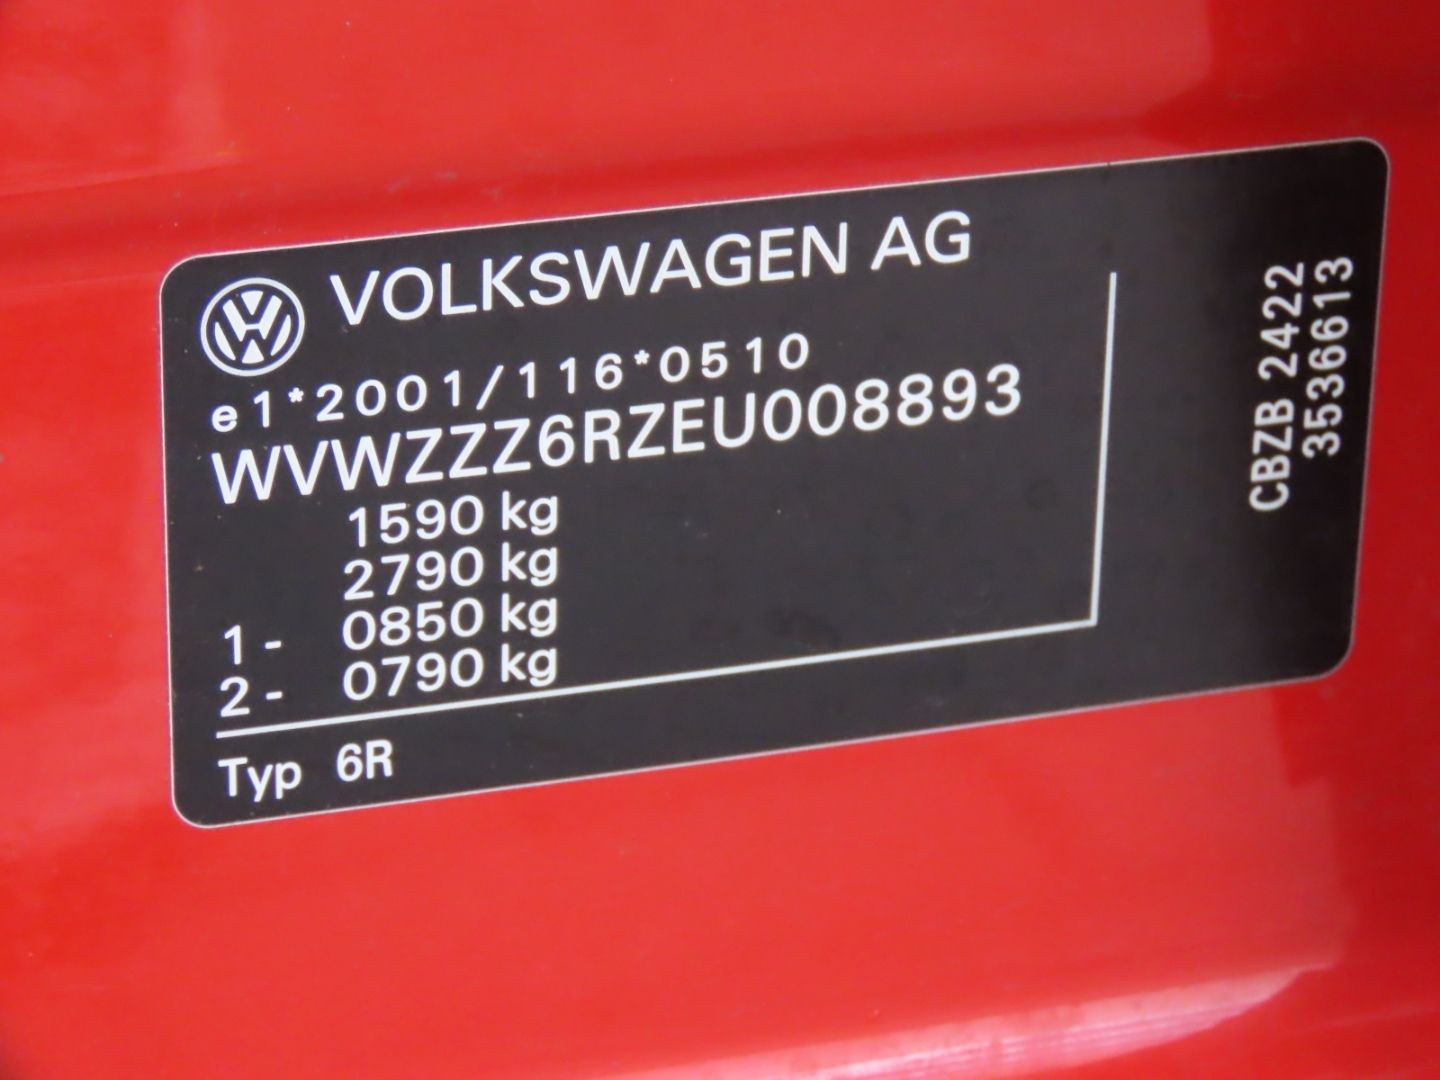 VOLKSWAGEN AG
e1*2001/116*0510
WVWZZZ6RZEU008893
1590 kg
2790 kg
1 - 0850 kg
2 - 0790 kg
Typ 6R
CBZB 2422
3536613